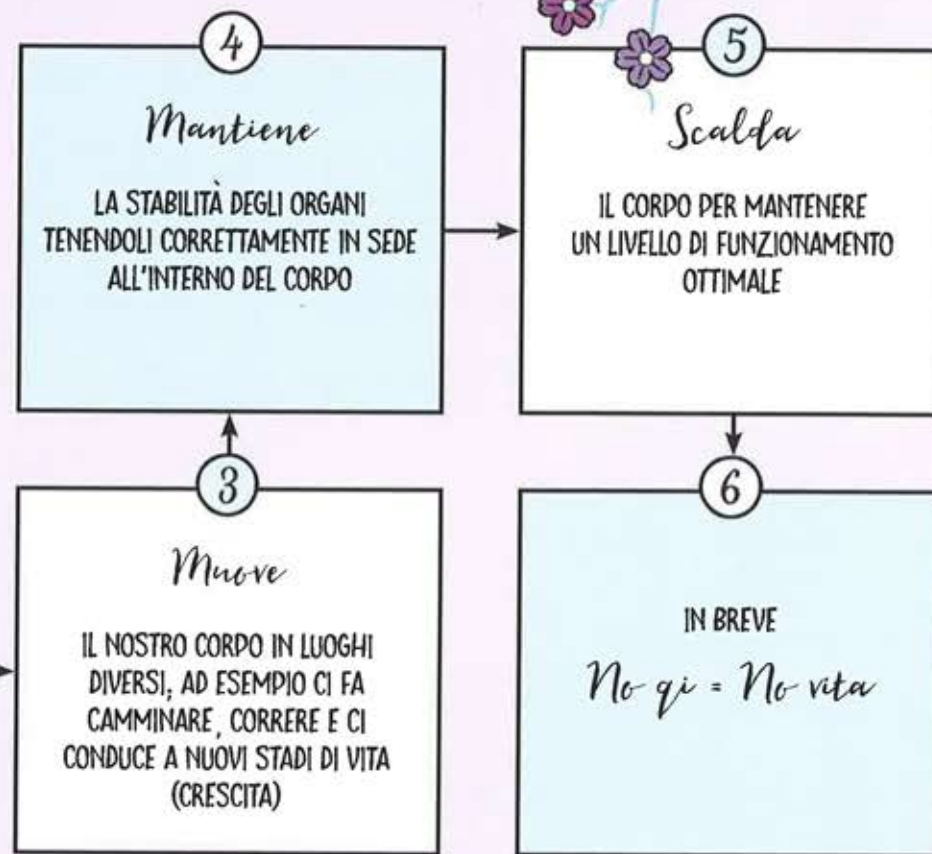 4
Mantiene
LA STABILITÀ DEGLI ORGANI
TENENDOLI CORRETTAMENTE IN SEDE
ALL'INTERNO DEL CORPO
5
Scalda
IL CORPO PER MANTENERE
UN LIVELLO DI FUNZIONAMENTO
OTTIMALE
3
Muove
IL NOSTRO CORPO IN LUOGHI
DIVERSI; AD ESEMPIO CI FA
CAMMINARE, CORRERE E CI
CONDUCE A NUOVI STADI DI VITA
(CRESCITA)
6
IN BREVE
No qi = No vita